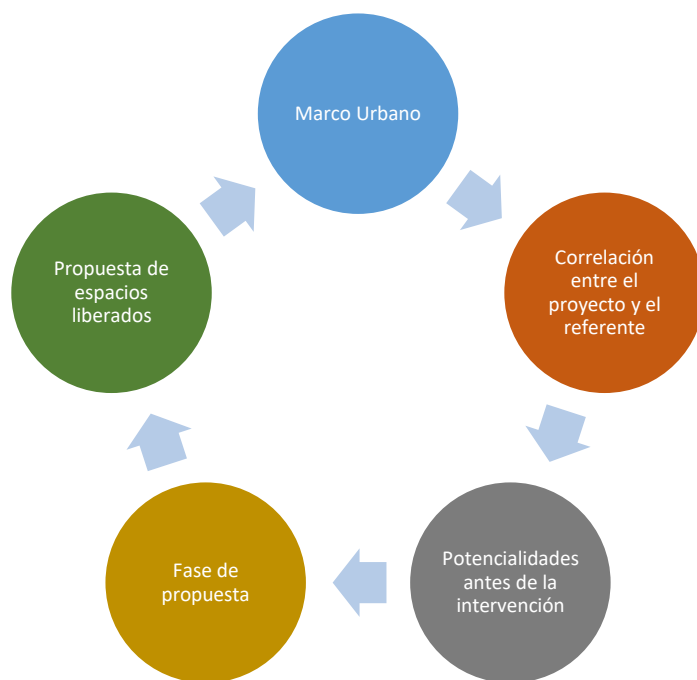 Marco Urbano
Correlación
entre el
proyecto y el
referente
Potencialidades
antes de la
intervención
Fase de
propuesta
Propuesta de
espacios
liberados